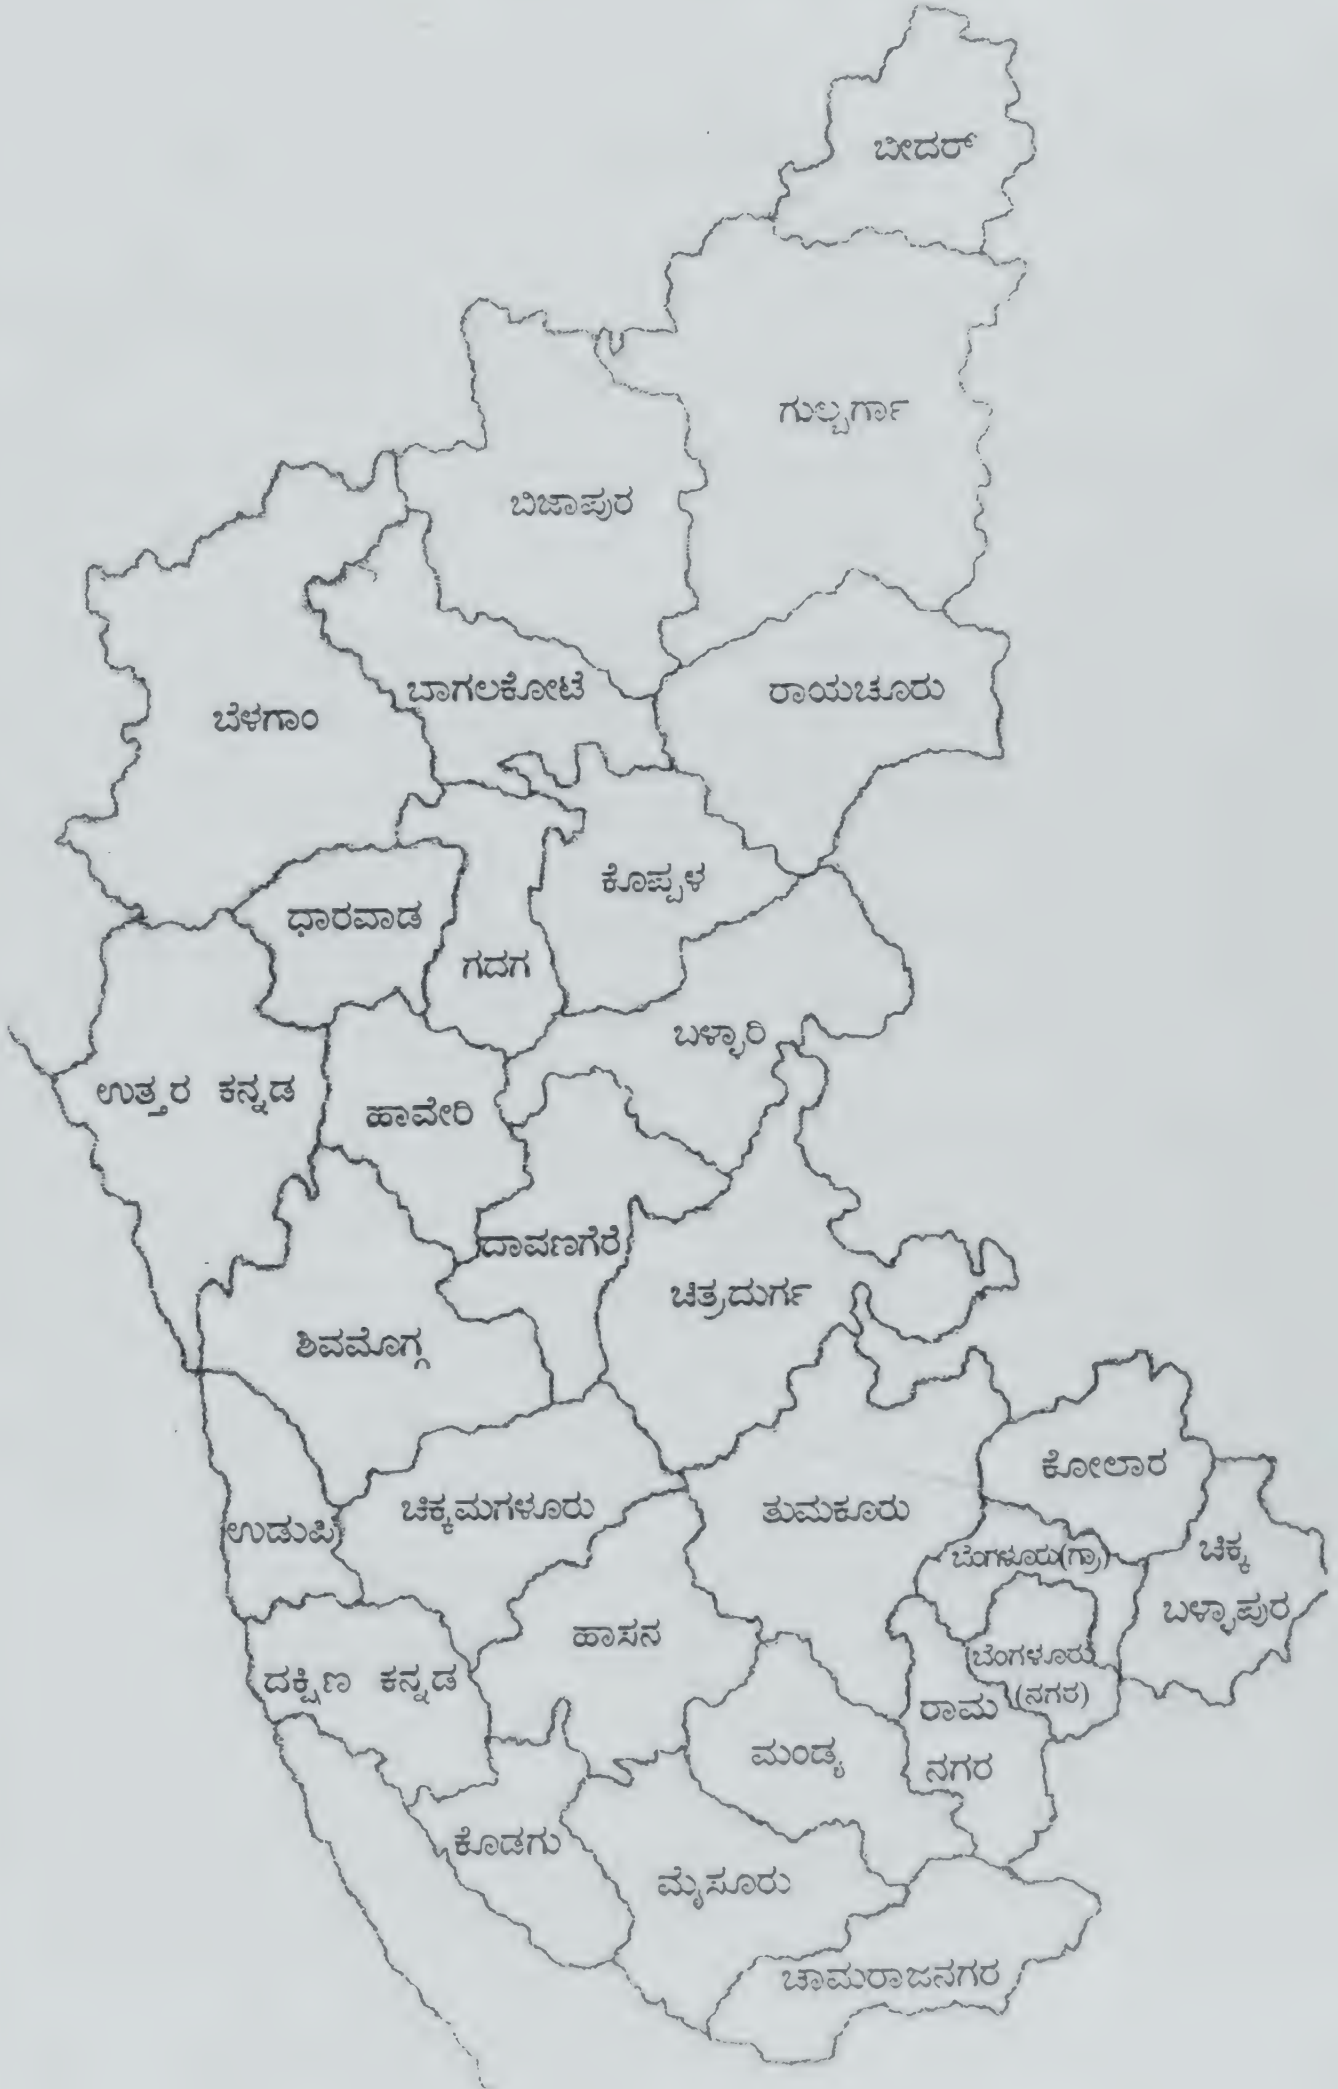 ಬೀದರ್
ಗುಲ್ಬರ್ಗಾ
ಬಿಜಾಪುರ
ಬಾಗಲಕೋಟೆ
ರಾಯಚೂರು
ಬೆಳಗಾಂ
ಕೊಪ್ಪಳ
ಧಾರವಾಡ
ಗದಗ
ಬಳ್ಳಾರಿ
ಉತ್ತರ ಕನ್ನಡ
ಹಾವೇರಿ
ದಾವಣಗೆರೆ
ಚಿತ್ರದುರ್ಗ
ಶಿವಮೊಗ್ಗ
ಕೋಲಾರ
ಚಿಕ್ಕಮಗಳೂರು
ತುಮಕೂರು
ಉಡುಪಿ
ಬೆಂಗಳೂರು(ಗ್ರಾ)
ಚಿಕ್ಕ
ಬಳ್ಳಾಪುರ
ಹಾಸನ
ಬೆಂಗಳೂರು
(ನಗರ)
ದಕ್ಷಿಣ ಕನ್ನಡ
ರಾಮ
ನಗರ
ಮಂಡ್ಯ
ಕೊಡಗು
ಮೈಸೂರು
ಚಾಮರಾಜನಗರ